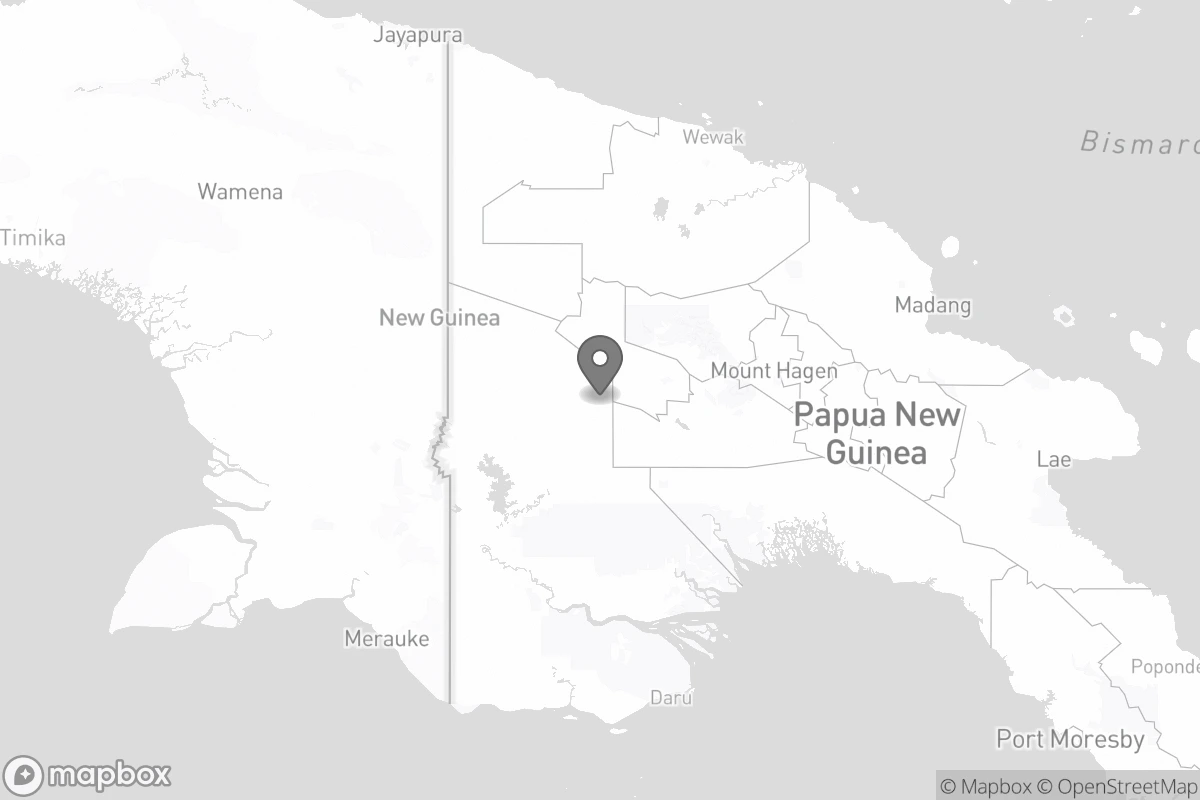 Jayapura
Wewak
Bismarc
Wamena
Timika
Madang
New Guinea
Mount Hagen
Papua New
Guinea
Lae
Merauke
Daru
Poponde
Port Moresby
mapbox
© Mapbox © OpenStreetMap